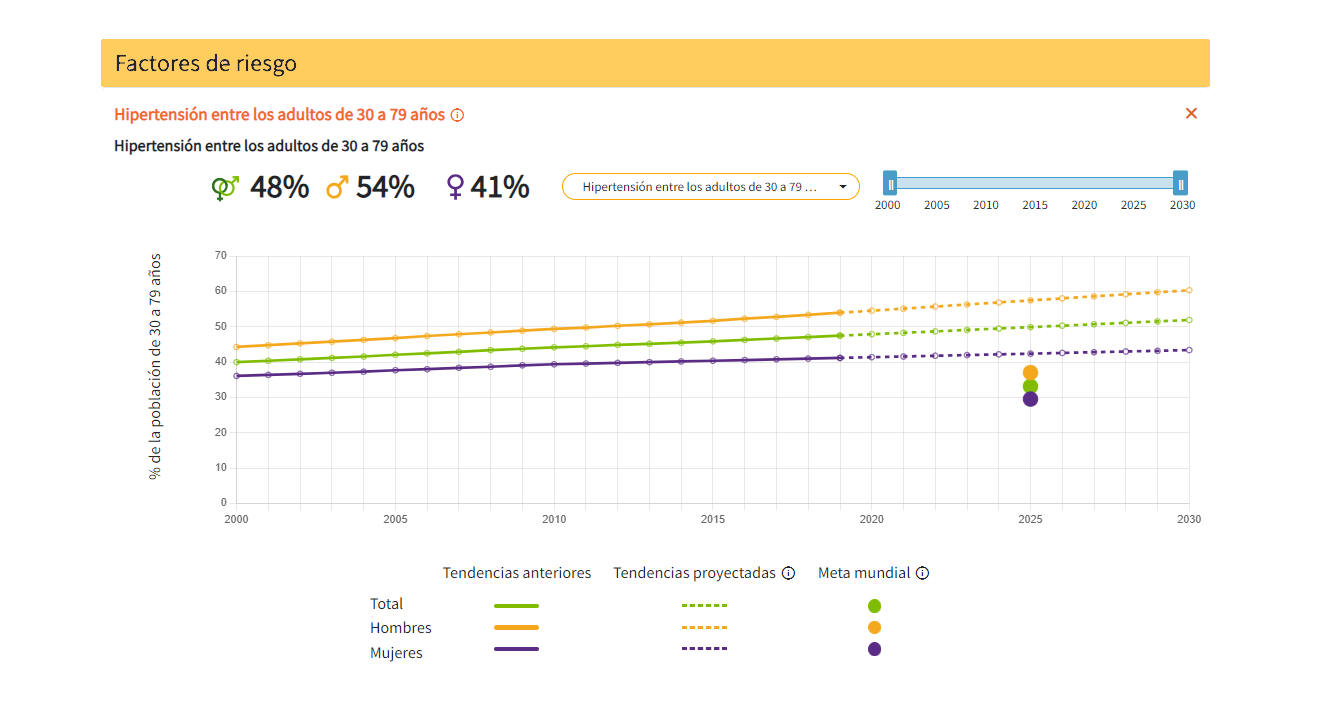 Factores de riesgo
Hipertensión entre los adultos de 30 a 79 años
Hipertensión entre los adultos de 30 a 79 años
48% 54% 41%
Hipertensión entre los adultos de 30 a 79 ...
2000 2005 2010 2015 2020 2025 2030
% de la población de 30 a 79 años
70
60
50
40
30
20
10
0
2000 2005 2010 2015 2020 2025 2030
Tendencias anteriores Tendencias proyectadas Meta mundial
Total
Hombres
Mujeres